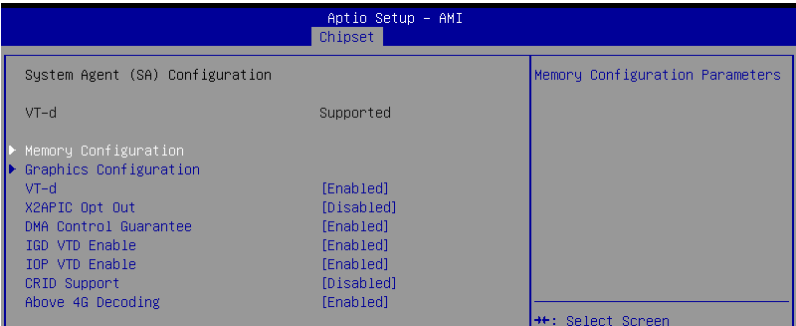 Aptio Setup – AMI
Chipset
System Agent (SA) Configuration
Memory Configuration Parameters
VT-d Supported
Memory Configuration
Graphics Configuration
VT-d [Enabled]
X2APIC Opt Out [Disabled]
DMA Control Guarantee [Enabled]
IGD VTD Enable [Enabled]
IOP VTD Enable [Enabled]
CRID Support [Disabled]
Above 4G Decoding [Enabled]
→←: Select Screen